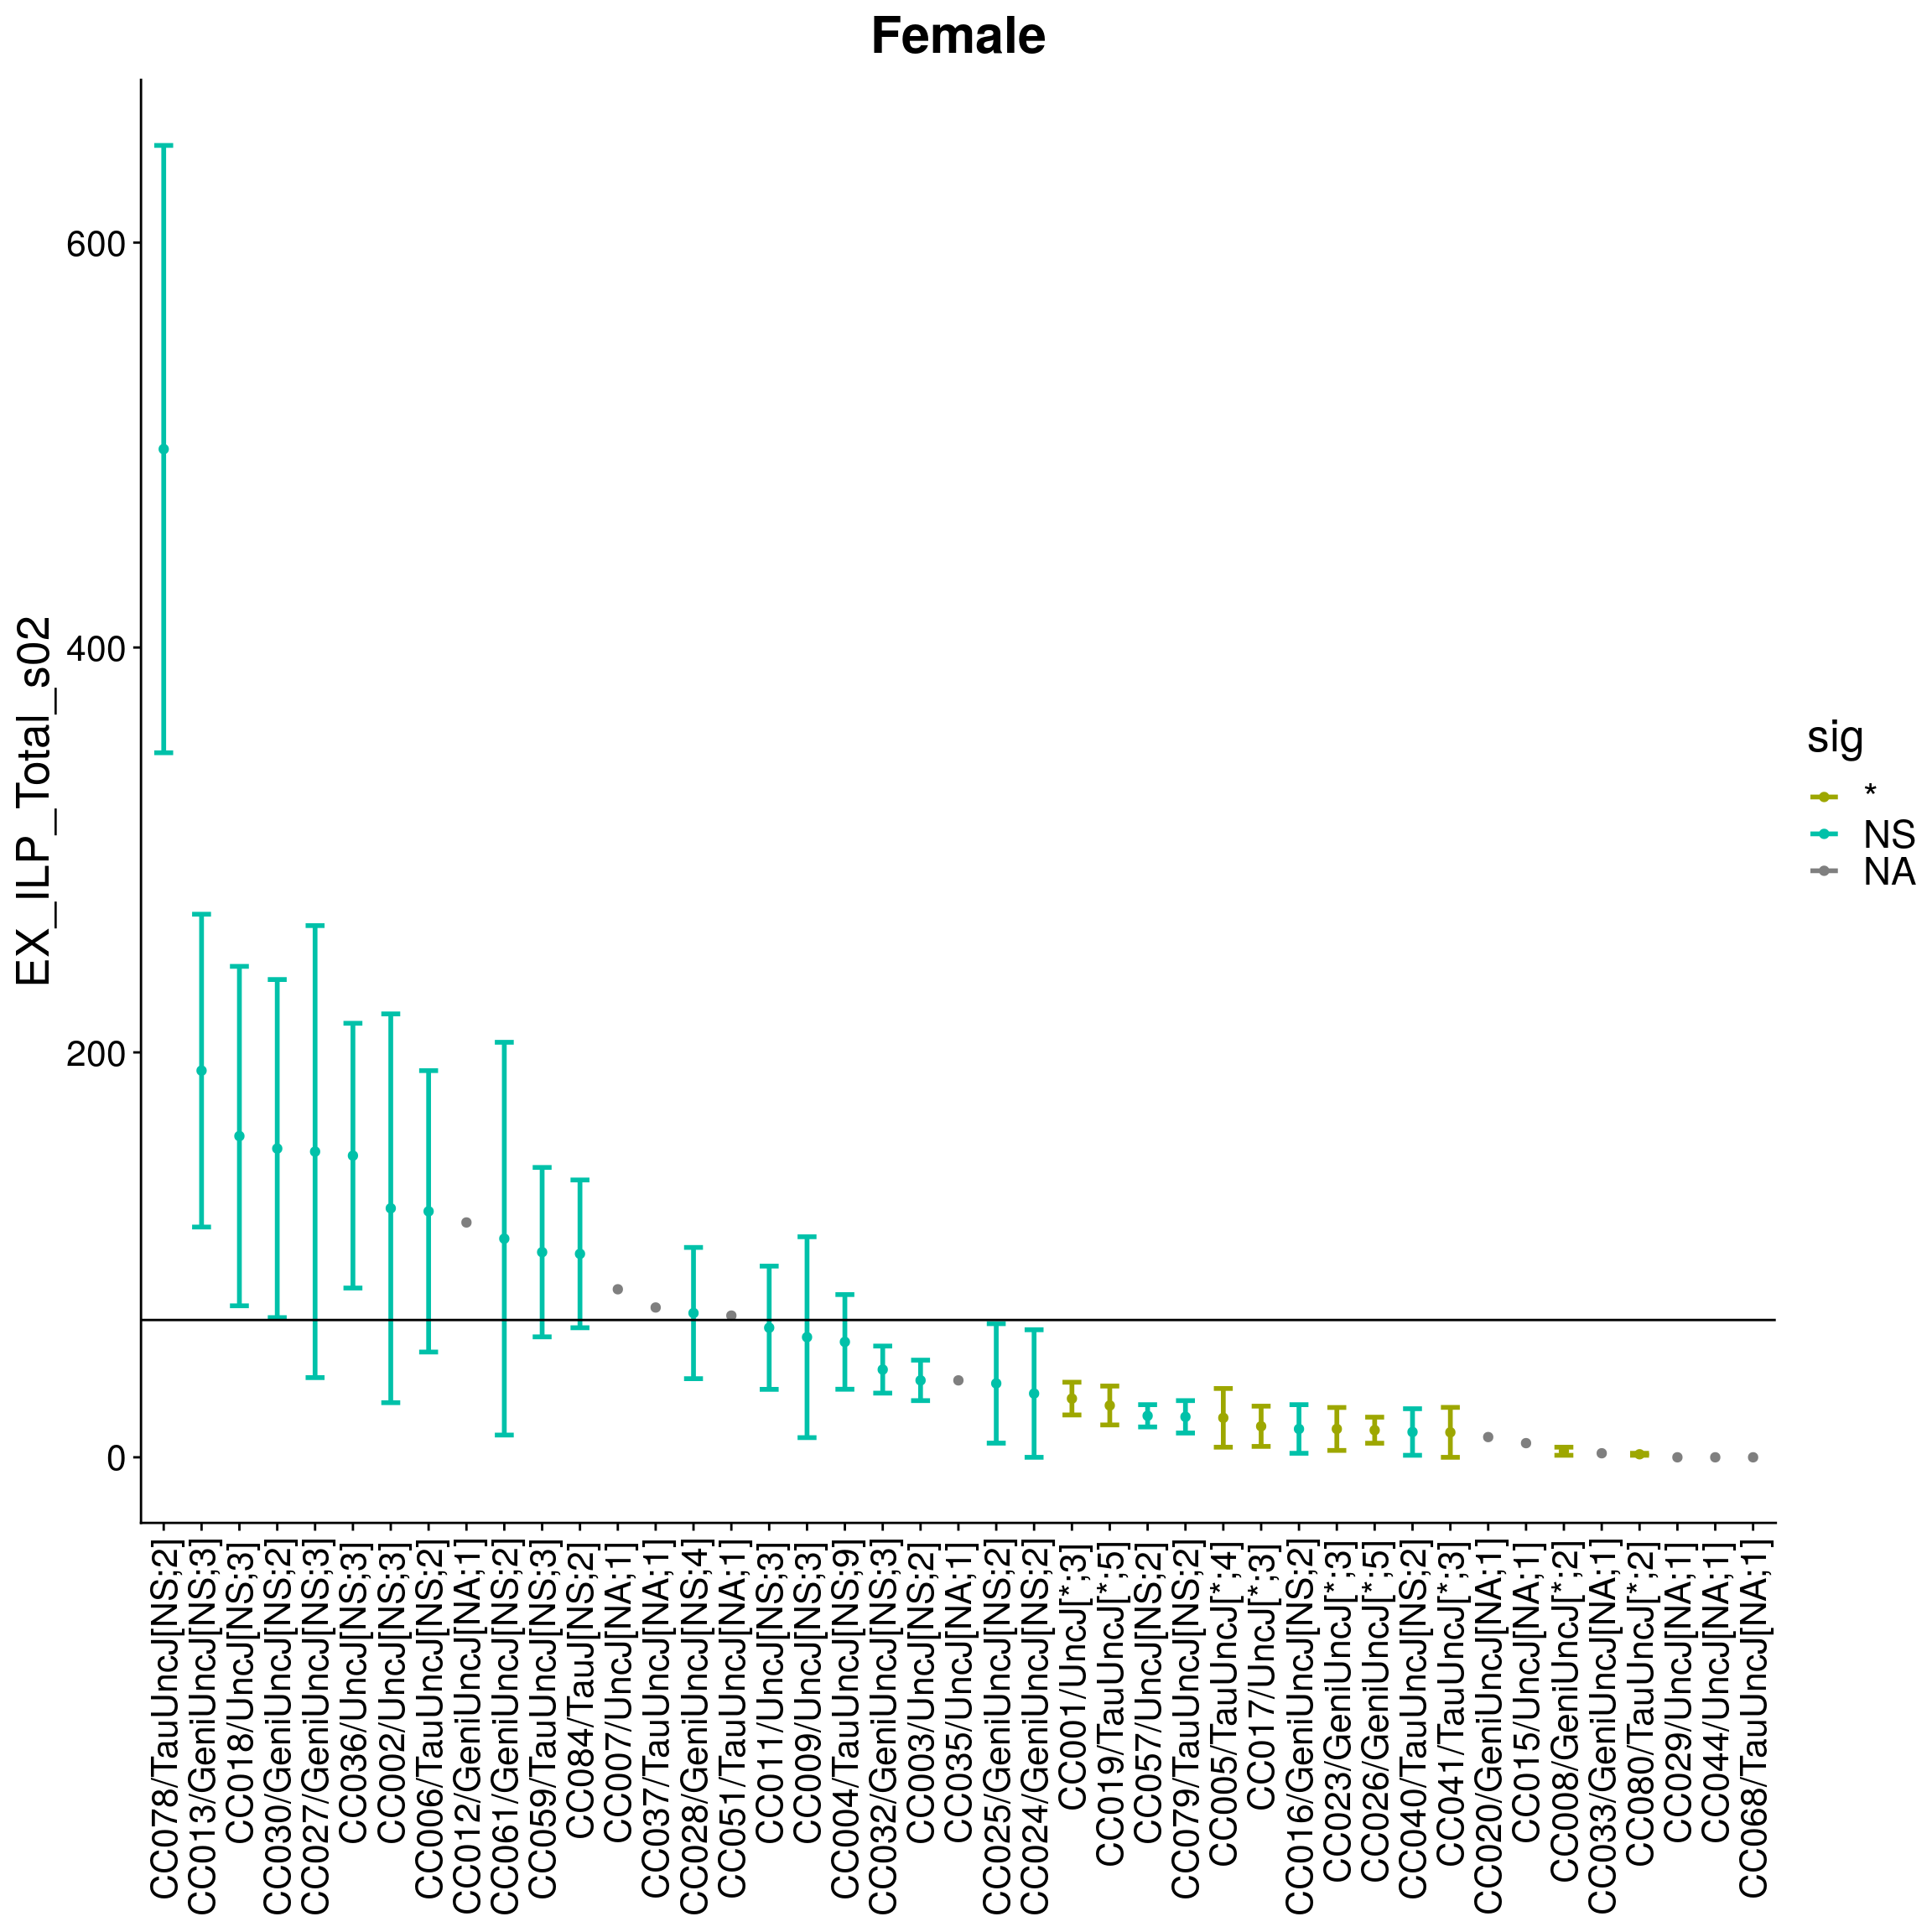 Female
EX_ILP_Total_s02
600
400
200
0
CC078/TauUncJ[NS;2]
CC013/GeniUncJ[NS;3]
CC018/UncJ[NS;3]
CC030/GeniUncJ[NS;2]
CC027/GeniUncJ[NS;3]
CC036/UncJ[NS;3]
CC002/UncJ[NS;3]
CC006/TauUncJ[NS;2]
CC012/GeniUncJ[NA;1]
CC061/GeniUncJ[NS;2]
CC059/TauUncJ[NS;3]
CC084/TauJ[NS;2]
CC007/UncJ[NA;1]
CC037/TauUncJ[NA;1]
CC028/GeniUncJ[NS;4]
CC051/TauUncJ[NA;1]
CC011/UncJ[NS;3]
CC009/UncJ[NS;3]
CC004/TauUncJ[NS;9]
CC032/GeniUncJ[NS;3]
CC003/UncJ[NS;2]
CC035/UncJ[NA;1]
CC025/GeniUncJ[NS;2]
CC024/GeniUncJ[NS;2]
CC001/UncJ[*;3]
CC019/TauUncJ[*;5]
CC057/UncJ[NS;2]
CC079/TauUncJ[NS;2]
CC005/TauUncJ[*;4]
CC017/UncJ[*;3]
CC016/GeniUncJ[NS;2]
CC023/GeniUncJ[*;3]
CC026/GeniUncJ[*;5]
CC040/TauUncJ[NS;2]
CC041/TauUncJ[*;3]
CC020/GeniUncJ[NA;1]
CC015/UncJ[NA;1]
CC008/GeniUncJ[*;2]
CC033/GeniUncJ[NA;1]
CC080/TauUncJ[*;2]
CC029/UncJ[NA;1]
CC044/UncJ[NA;1]
CC068/TauUncJ[NA;1]
sig
*
NS
NA